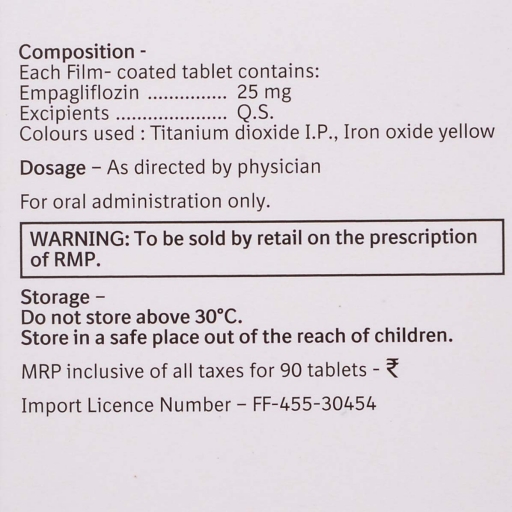 Composition -
Each Film- coated tablet contains:
Empagliflozin ............... 25 mg
Excipients ..................... Q.S.
Colours used : Titanium dioxide I.P., Iron oxide yellow
Dosage – As directed by physician
For oral administration only.
WARNING: To be sold by retail on the prescription
of RMP.
Storage –
Do not store above 30°C.
Store in a safe place out of the reach of children.
MRP inclusive of all taxes for 90 tablets - ₹
Import Licence Number – FF-455-30454